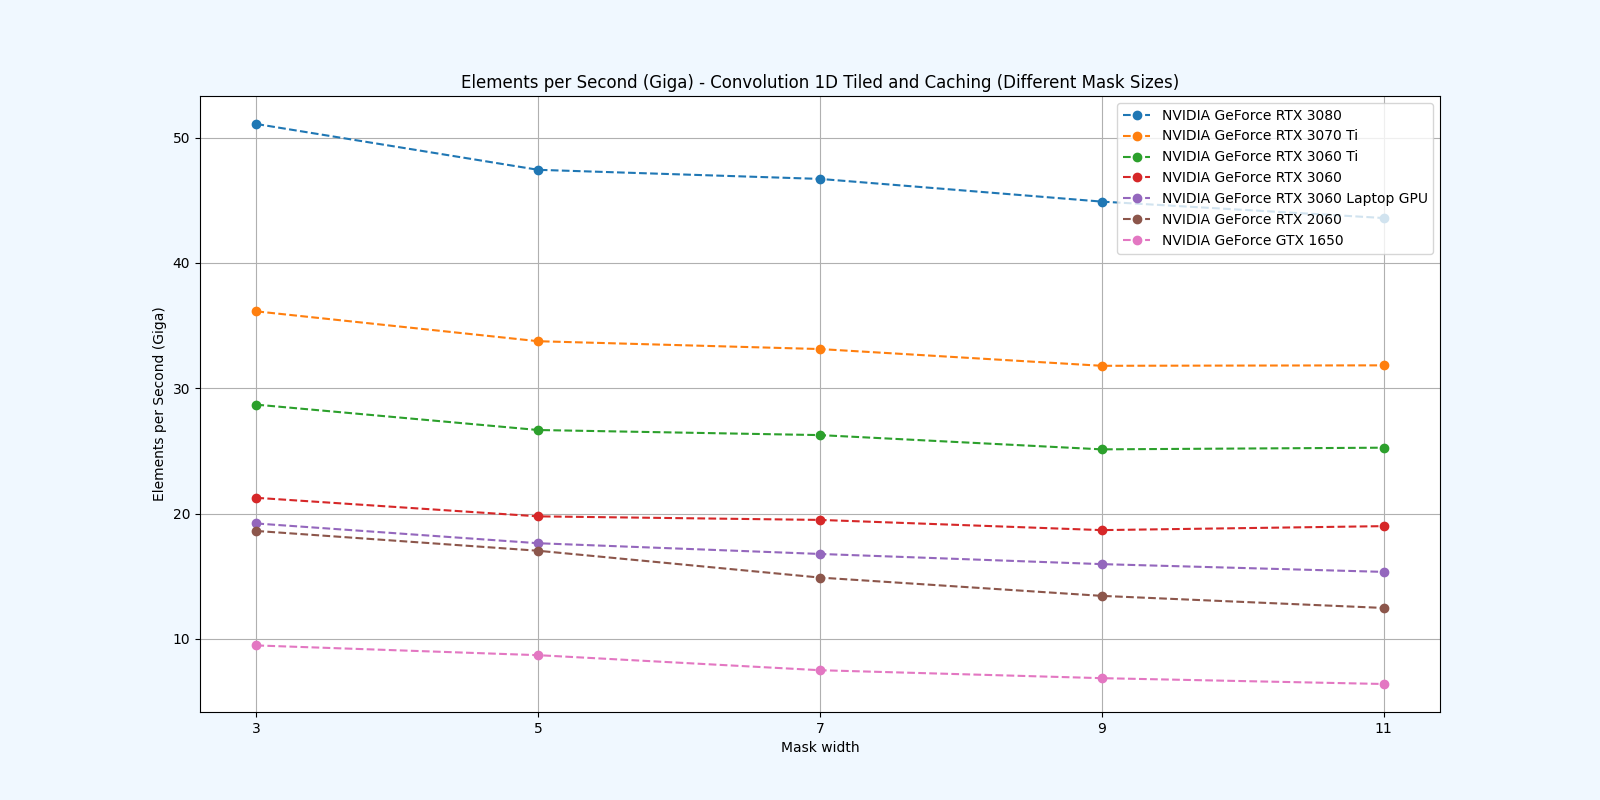 Elements per Second (Giga) - Convolution 1D Tiled and Caching (Different Mask Sizes)
NVIDIA GeForce RTX 3080
NVIDIA GeForce RTX 3070 Ti
NVIDIA GeForce RTX 3060 Ti
NVIDIA GeForce RTX 3060
NVIDIA GeForce RTX 3060 Laptop GPU
NVIDIA GeForce RTX 2060
NVIDIA GeForce GTX 1650
Elements per Second (Giga)
50
40
30
20
10
3 5 7 9 11
Mask width